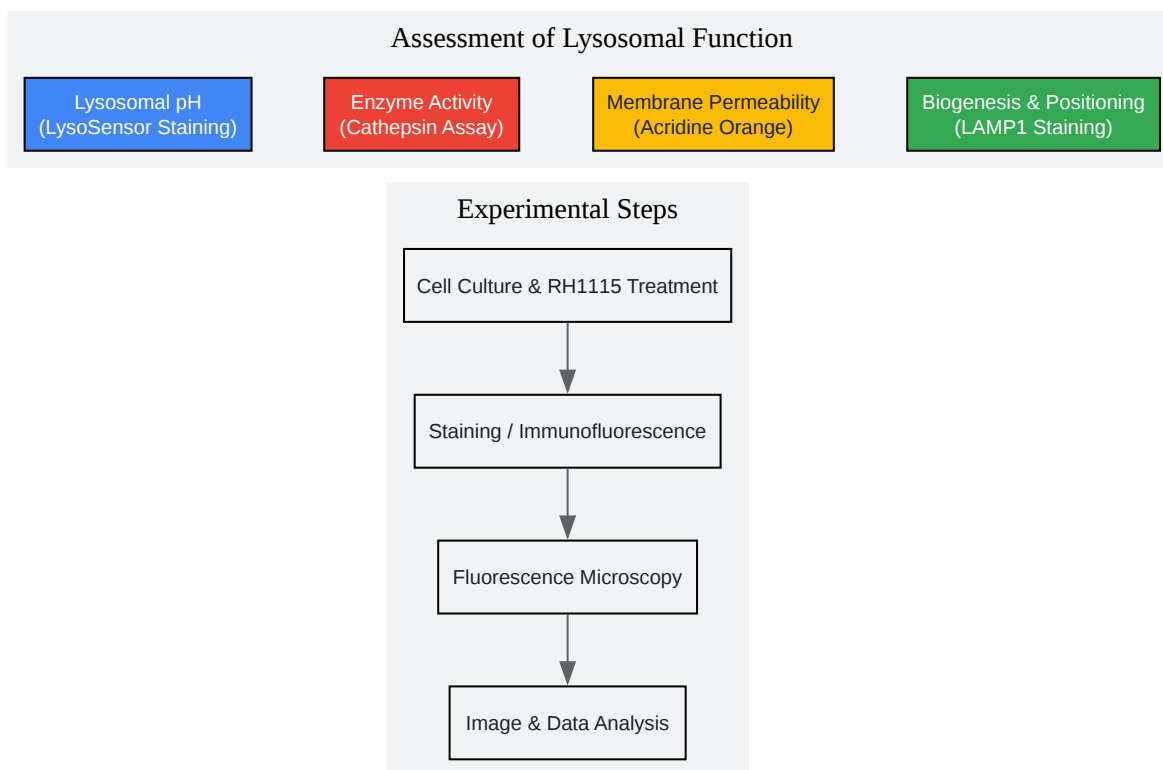 Assessment of Lysosomal Function
Lysosomal pH
(LysoSensor Staining)
Enzyme Activity
(Cathepsin Assay)
Membrane Permeability
(Acridine Orange)
Biogenesis & Positioning
(LAMP1 Staining)
Experimental Steps
Cell Culture & RH1115 Treatment
Staining / Immunofluorescence
Fluorescence Microscopy
Image & Data Analysis